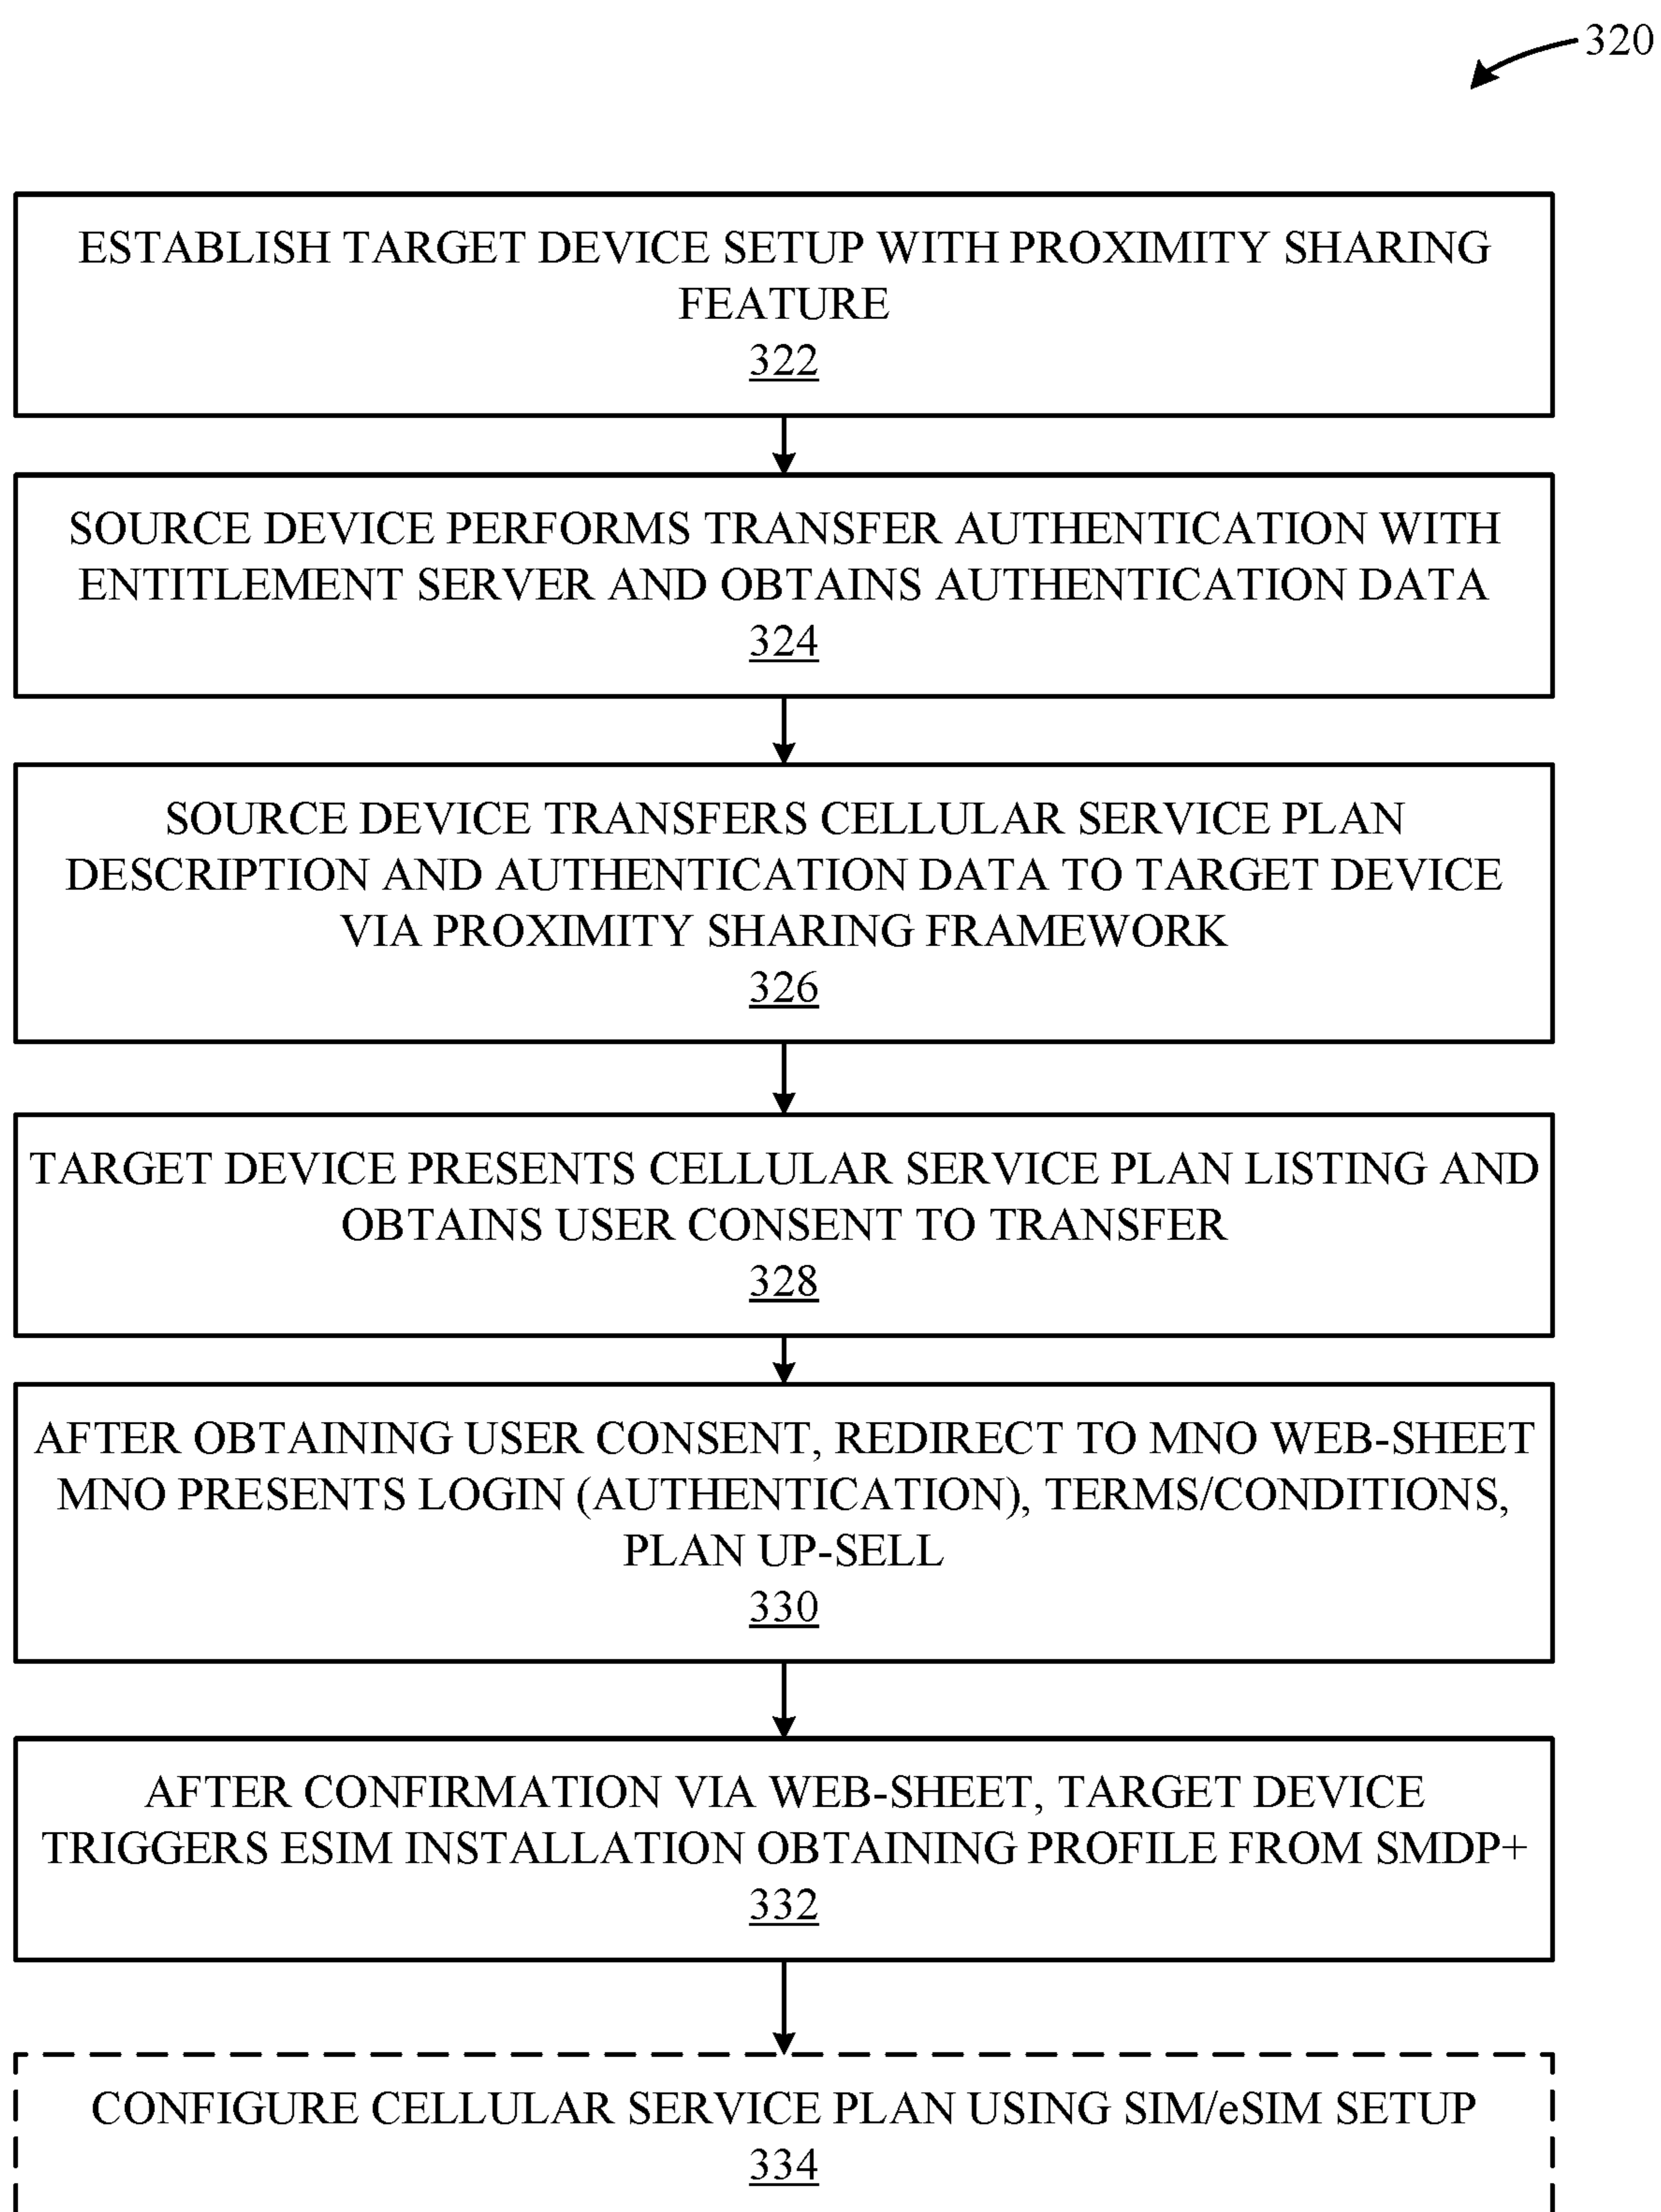 320
ESTABLISH TARGET DEVICE SETUP WITH PROXIMITY SHARING
FEATURE
322
SOURCE DEVICE PERFORMS TRANSFER AUTHENTICATION WITH
ENTITLEMENT SERVER AND OBTAINS AUTHENTICATION DATA
324
SOURCE DEVICE TRANSFERS CELLULAR SERVICE PLAN
DESCRIPTION AND AUTHENTICATION DATA TO TARGET DEVICE
VIA PROXIMITY SHARING FRAMEWORK
326
TARGET DEVICE PRESENTS CELLULAR SERVICE PLAN LISTING AND
OBTAINS USER CONSENT TO TRANSFER
328
AFTER OBTAINING USER CONSENT, REDIRECT TO MNO WEB-SHEET
MNO PRESENTS LOGIN (AUTHENTICATION), TERMS/CONDITIONS,
PLAN UP-SELL
330
AFTER CONFIRMATION VIA WEB-SHEET, TARGET DEVICE
TRIGGERS ESIM INSTALLATION OBTAINING PROFILE FROM SMDP+
332
CONFIGURE CELLULAR SERVICE PLAN USING SIM/eSIM SETUP
334